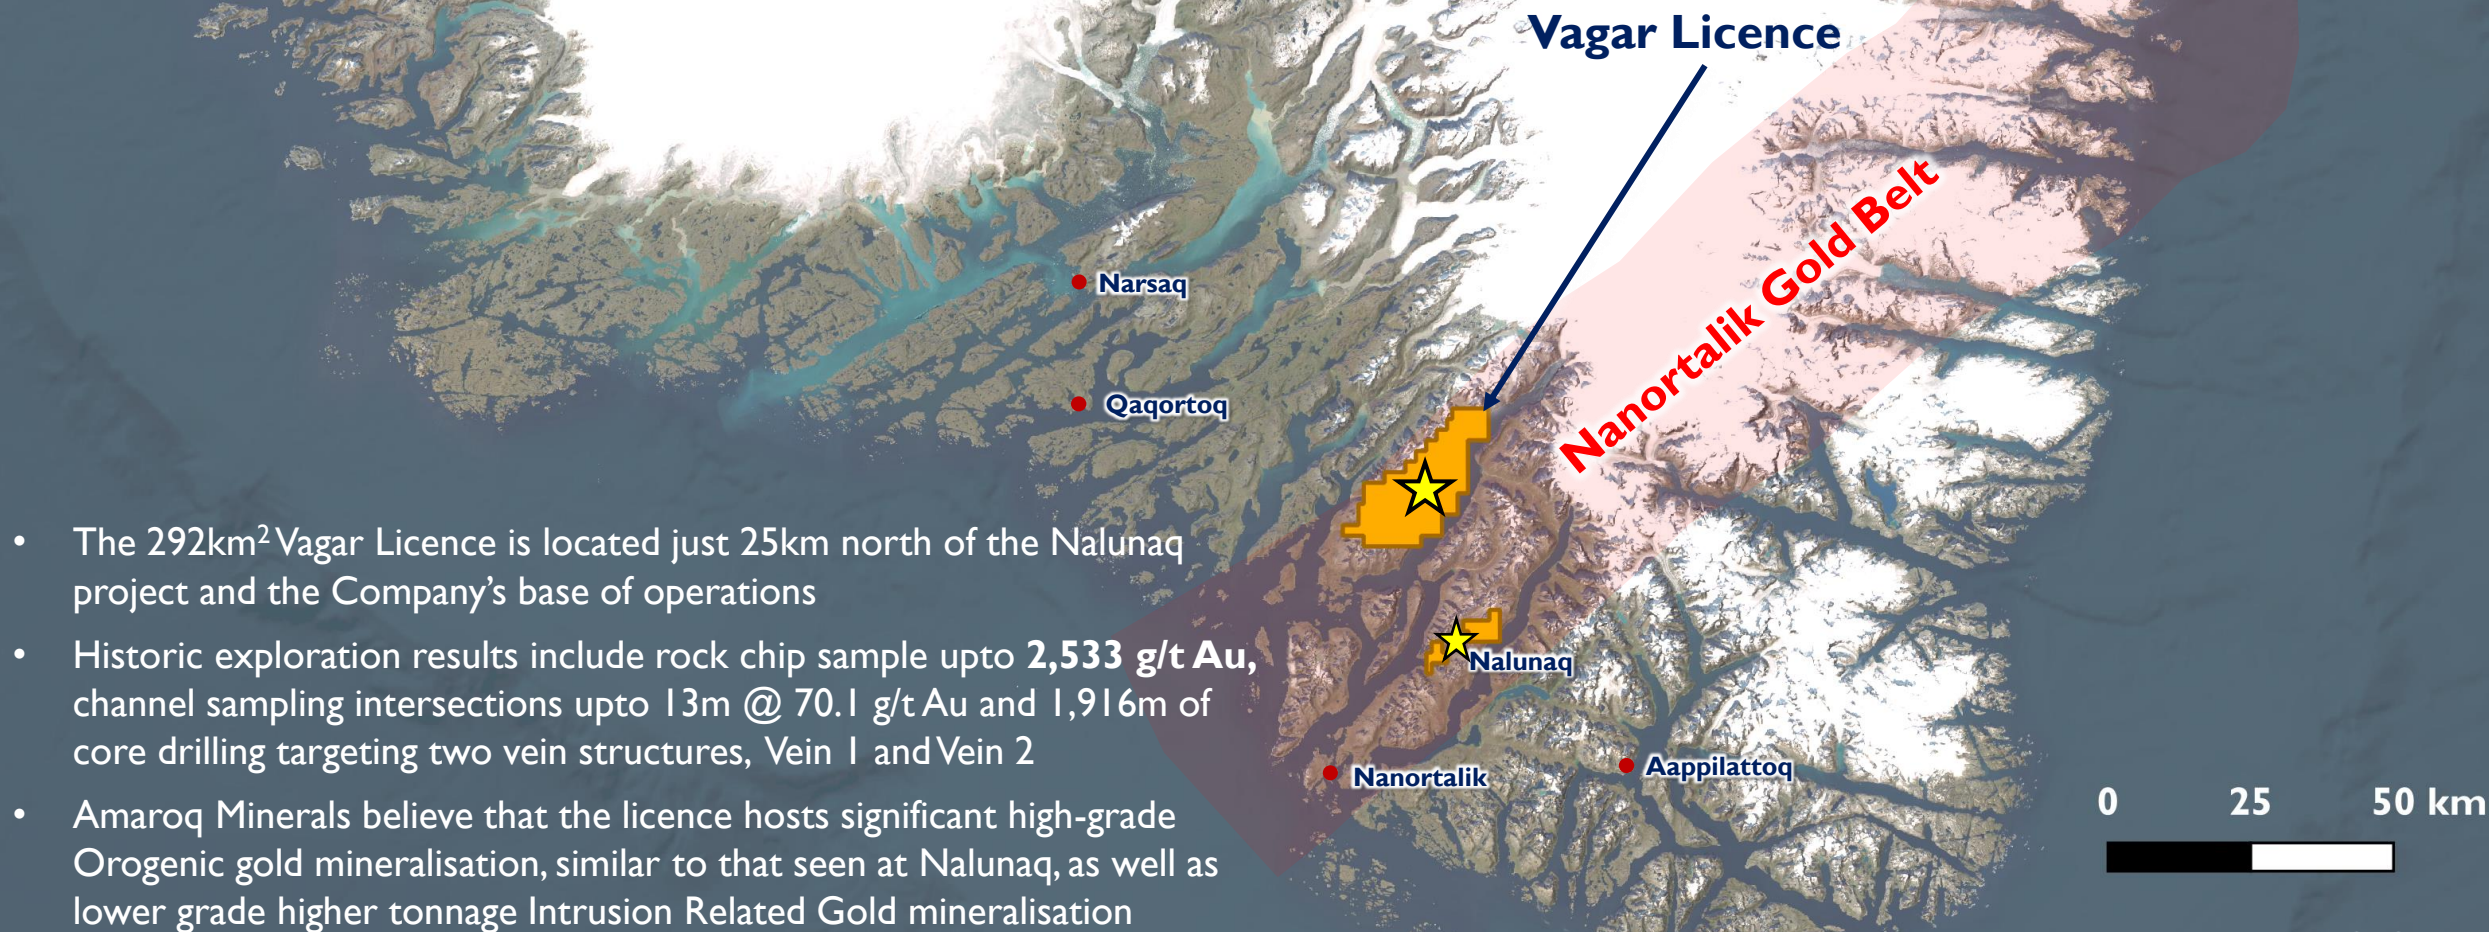 Vagar Licence
Nanortalik Gold Belt
Narsaq
Qaqortoq
• The 292km² Vagar Licence is located just 25km north of the Nalunaq
project and the Company’s base of operations
• Historic exploration results include rock chip sample upto 2,533 g/t Au,
channel sampling intersections upto 13m @ 70.1 g/t Au and 1,916m of
core drilling targeting two vein structures, Vein 1 and Vein 2
• Amaroq Minerals believe that the licence hosts significant high-grade
Orogenic gold mineralisation, similar to that seen at Nalunaq, as well as
lower grade higher tonnage Intrusion Related Gold mineralisation
Nalunaq
Nanortalik
Aappilattoq
0 25 50 km